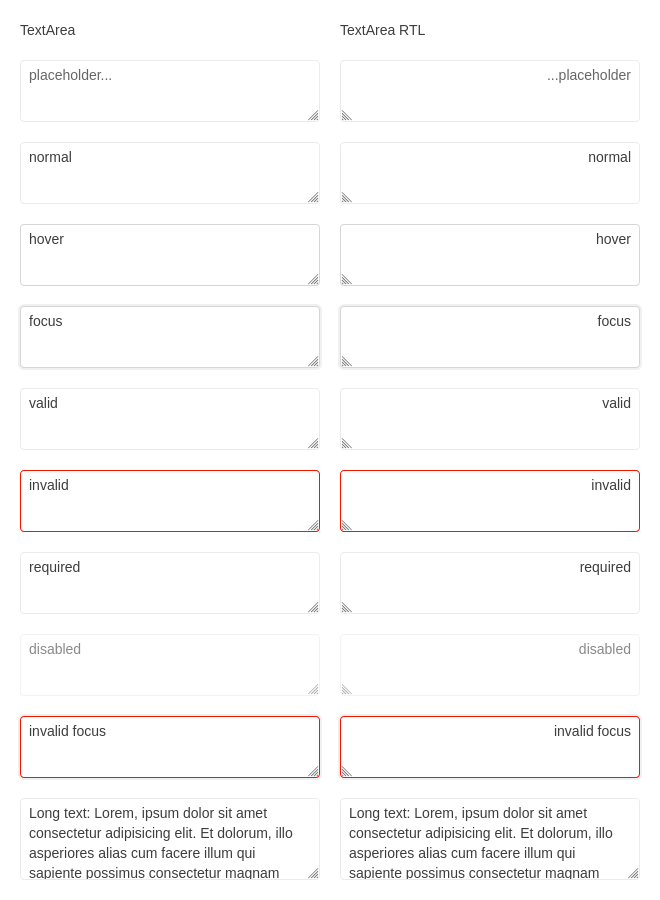 TextArea
TextArea RTL
placeholder...
...placeholder
normal
normal
hover
hover
focus
focus
valid
valid
invalid
invalid
required
required
disabled
disabled
invalid focus
invalid focus
Long text: Lorem, ipsum dolor sit amet
consectetur adipisicing elit. Et dolorum, illo
asperiores alias cum facere illum qui
sapiente possimus consectetur magnam
Long text: Lorem, ipsum dolor sit amet
consectetur adipisicing elit. Et dolorum, illo
asperiores alias cum facere illum qui
sapiente possimus consectetur magnam